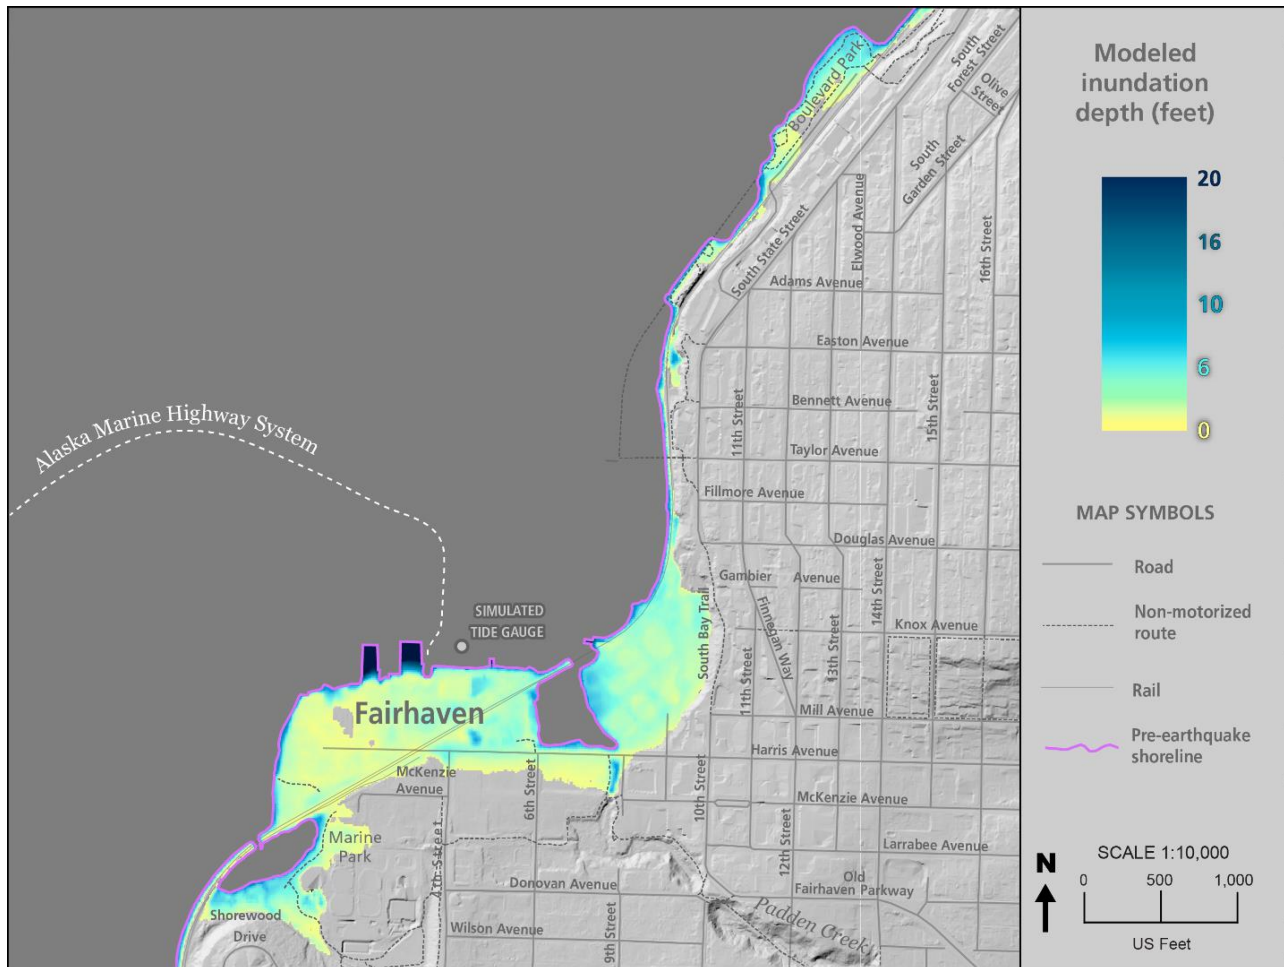 Boulevard Park
South
Forest Street
Olive
Street
South
Garden Street
Elwood Avenue
16th Street
South State Street
Adams Avenue
Easton Avenue
11th Street
Bennett Avenue
15th Street
Taylor Avenue
Alaska Marine Highway System
Fillmore Avenue
Douglas Avenue
Gambier Avenue
14th Street
SIMULATED
TIDE GAUGE
South Bay Trail
Finnegan Way
13th Street
Knox Avenue
11th Street
Fairhaven
Mill Avenue
Harris Avenue
McKenzie
Avenue
6th Street
10th Street
McKenzie Avenue
4th Street
Marine
Park
12th Street
Larrabee Avenue
Donovan Avenue
Old
Fairhaven Parkway
Shorewood
Drive
Wilson Avenue
9th Street
Padden Creek
Modeled
inundation
depth (feet)
20
16
10
6
0
MAP SYMBOLS
Road
Non-motorized
route
Rail
Pre-earthquake
shoreline
N
SCALE 1:10,000
0 500 1,000
US Feet